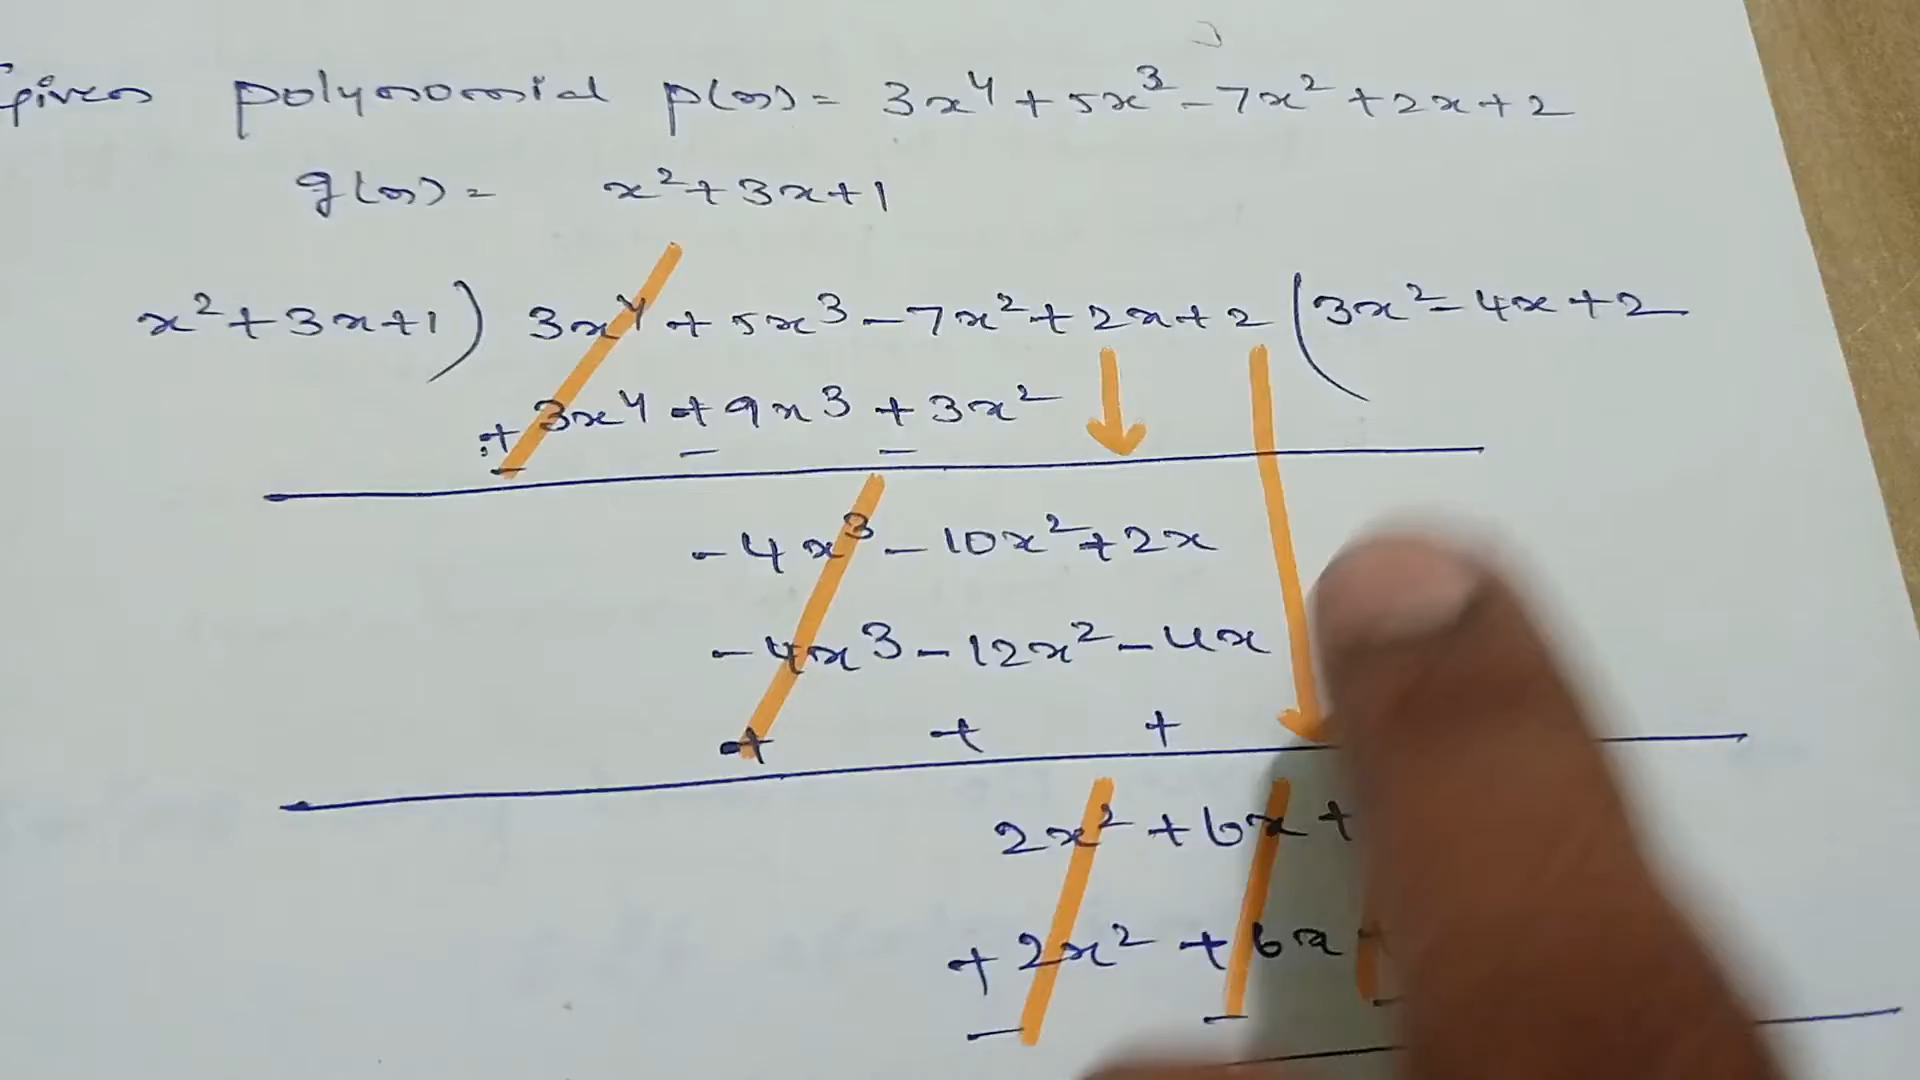 Given polynomial p(x) = 3x⁴ + 5x³ - 7x² + 2x + 2
g(x) = x² + 3x + 1
x² + 3x + 1 ) 3x⁴ + 5x³ - 7x² + 2x + 2 ( 3x² - 4x + 2
+ 3x⁴ + 9x³ + 3x²
- - -
- 4x³ - 10x² + 2x
- 4x³ - 12x² - 4x
+ + +
2x² + 6x +
+ 2x² + 6x +
- - -